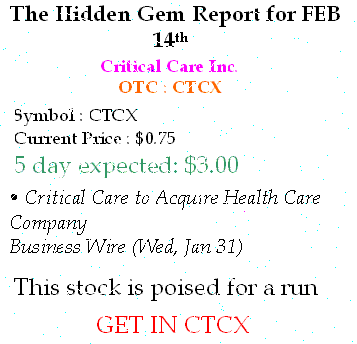 The Hidden Gem Report for FEB
14th
Critical Care Inc.
OTC : CTCX
Symbol : CTCX
Current Price : $0.75
5 day expected: $3.00
• Critical Care to Acquire Health Care
Company
Business Wire (Wed, Jan 31)
This stock is poised for a run
GET IN CTCX